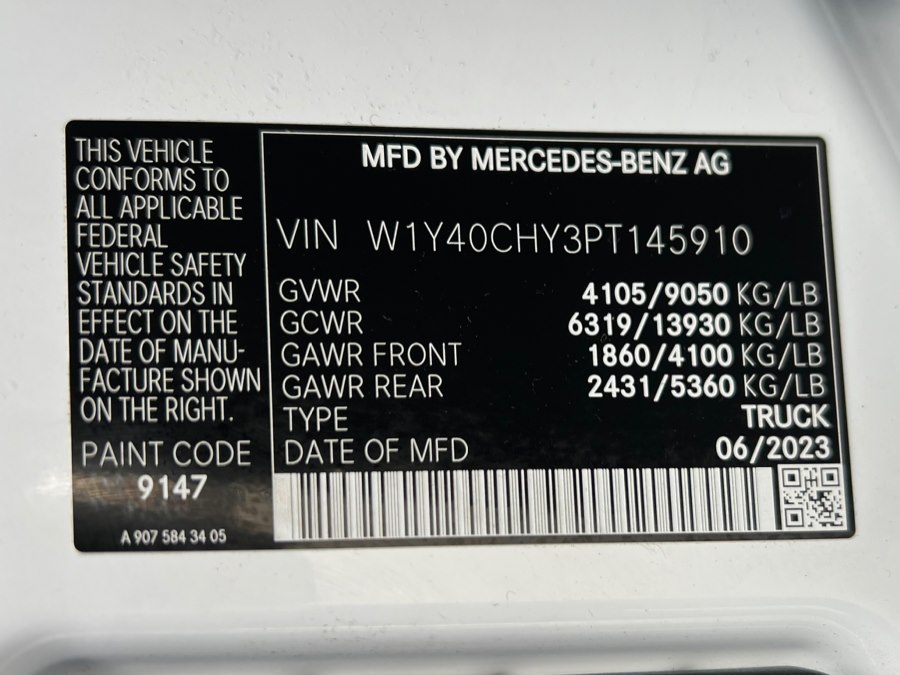 THIS VEHICLE
CONFORMS TO
ALL APPLICABLE
FEDERAL
VEHICLE SAFETY
STANDARDS IN
EFFECT ON THE
DATE OF MANU-
FACTURE SHOWN
ON THE RIGHT.
PAINT CODE
9147
A 907 584 34 05
MFD BY MERCEDES-BENZ AG
VIN W1Y40CHY3PT145910
GVWR 4105/9050 KG/LB
GCWR 6319/13930 KG/LB
GAWR FRONT 1860/4100 KG/LB
GAWR REAR 2431/5360 KG/LB
TYPE TRUCK
DATE OF MFD 06/2023